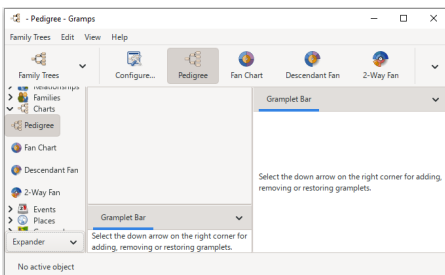 - Pedigree - Gramps
Family Trees Edit View Help
Family Trees Configure... Pedigree Fan Chart Descendant Fan 2-Way Fan
Relationships
Families
Charts
Pedigree
Fan Chart
Descendant Fan
2-Way Fan
Events
Places
Expander
Gramplet Bar
Select the down arrow on the right corner for
adding, removing or restoring gramplets.
Gramplet Bar
Select the down arrow on the right corner for adding,
removing or restoring gramplets.
No active object